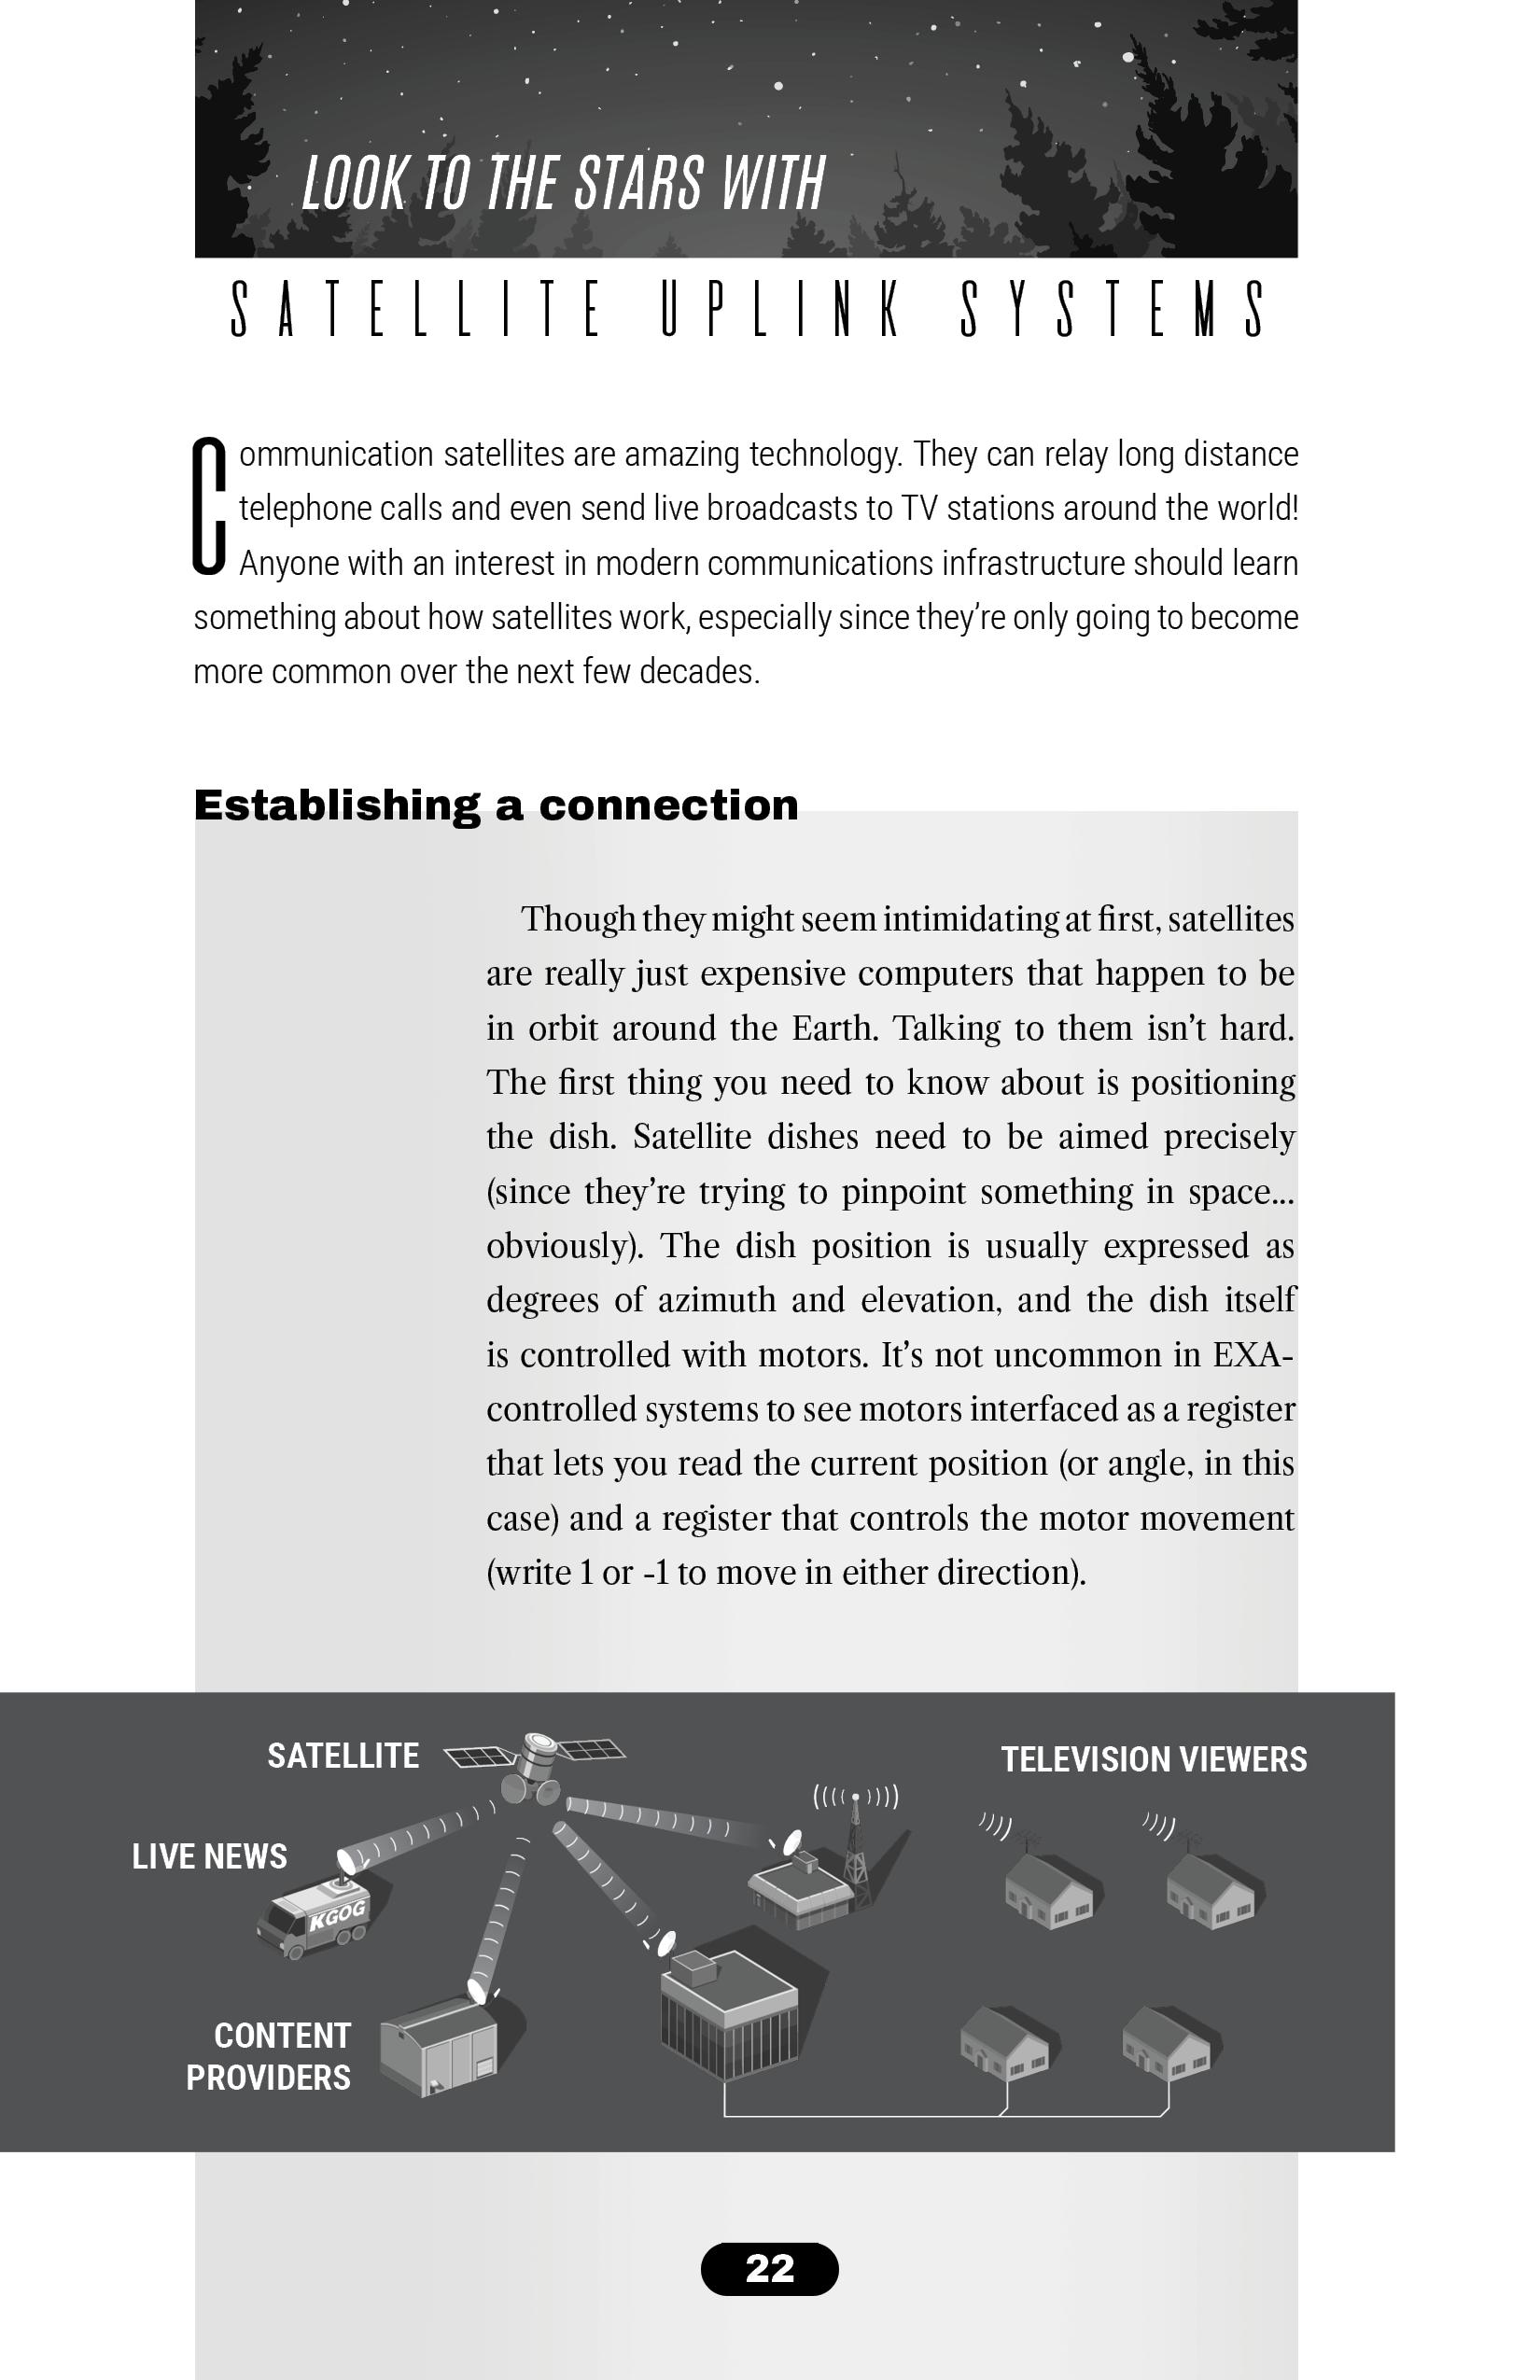 LOOK TO THE STARS WITH
SATELLITE UPLINK SYSTEMS
Communication satellites are amazing technology. They can relay long distance
telephone calls and even send live broadcasts to TV stations around the world!
Anyone with an interest in modern communications infrastructure should learn
something about how satellites work, especially since they’re only going to become
more common over the next few decades.
Establishing a connection
Though they might seem intimidating at first, satellites
are really just expensive computers that happen to be
in orbit around the Earth. Talking to them isn’t hard.
The first thing you need to know about is positioning
the dish. Satellite dishes need to be aimed precisely
(since they’re trying to pinpoint something in space...
obviously). The dish position is usually expressed as
degrees of azimuth and elevation, and the dish itself
is controlled with motors. It’s not uncommon in EXA-
controlled systems to see motors interfaced as a register
that lets you read the current position (or angle, in this
case) and a register that controls the motor movement
(write 1 or -1 to move in either direction).
SATELLITE
TELEVISION VIEWERS
LIVE NEWS
KGOG
CONTENT
PROVIDERS
22